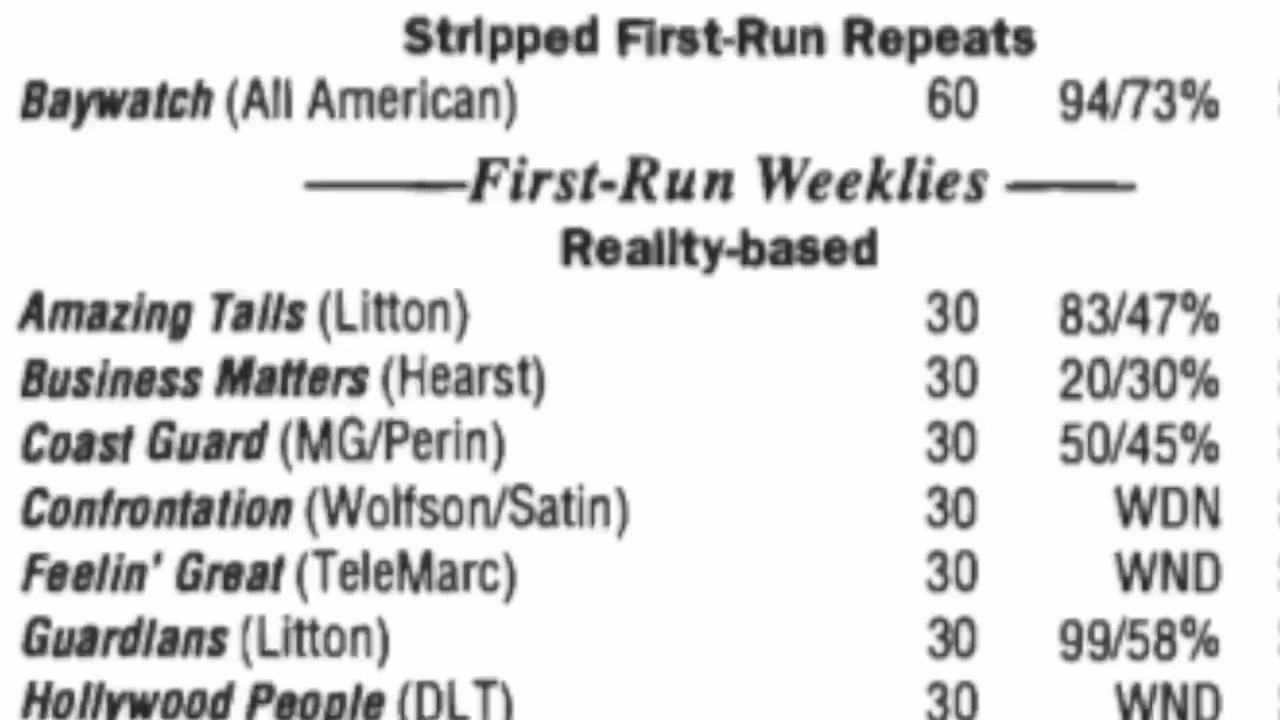 Stripped First-Run Repeats
Baywatch (All American) 60 94/73%
First-Run Weeklies
Reality-based
Amazing Tails (Litton) 30 83/47%
Business Matters (Hearst) 30 20/30%
Coast Guard (MG/Perin) 30 50/45%
Confrontation (Wolfson/Satin) 30 WDN
Feelin' Great (TeleMarc) 30 WND
Guardians (Litton) 30 99/58%
Hollywood People (DLT) 30 WND